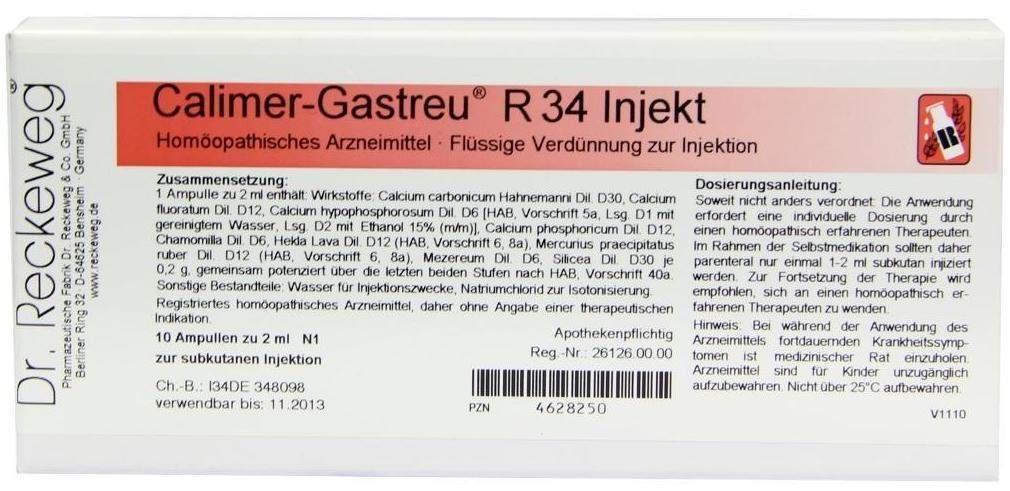 Dr. Reckeweg®
Pharmazeutische Fabrik Dr. Reckeweg & Co. GmbH
Berliner Ring 32 · D-64625 Bensheim · Germany
www.reckeweg.de
Calimer-Gastreu® R 34 Injekt
Homöopathisches Arzneimittel · Flüssige Verdünnung zur Injektion
R
Zusammensetzung:
1 Ampulle zu 2 ml enthält: Wirkstoffe: Calcium carbonicum Hahnemanni Dil. D30, Calcium
fluoratum Dil. D12, Calcium hypophosphorosum Dil. D6 [HAB, Vorschrift 5a, Lsg. D1 mit
gereinigtem Wasser, Lsg. D2 mit Ethanol 15% (m/m)], Calcium phosphoricum Dil. D12,
Chamomilla Dil. D6, Hekla Lava Dil. D12 (HAB, Vorschrift 6, 8a), Mercurius praecipitatus
ruber Dil. D12 (HAB, Vorschrift 6, 8a), Mezereum Dil. D6, Silicea Dil. D30 je
0,2 g, gemeinsam potenziert über die letzten beiden Stufen nach HAB, Vorschrift 40a.
Sonstige Bestandteile: Wasser für Injektionszwecke, Natriumchlorid zur Isotonisierung.
Registriertes homöopathisches Arzneimittel, daher ohne Angabe einer therapeutischen
Indikation.
10 Ampullen zu 2 ml N1
zur subkutanen Injektion
Ch.-B.: I34DE 348098
verwendbar bis: 11.2013
Apothekenpflichtig
Reg.-Nr.: 26126.00.00
PZN 4628250
Dosierungsanleitung:
Soweit nicht anders verordnet: Die Anwendung
erfordert eine individuelle Dosierung durch
einen homöopathisch erfahrenen Therapeuten.
Im Rahmen der Selbstmedikation sollten daher
parenteral nur einmal 1-2 ml subkutan injiziert
werden. Zur Fortsetzung der Therapie wird
empfohlen, sich an einen homöopathisch er-
fahrenen Therapeuten zu wenden.
Hinweis: Bei während der Anwendung des
Arzneimittels fortdauernden Krankheitssymp-
tomen ist medizinischer Rat einzuholen.
Arzneimittel sind für Kinder unzugänglich
aufzubewahren. Nicht über 25°C aufbewahren.
V1110